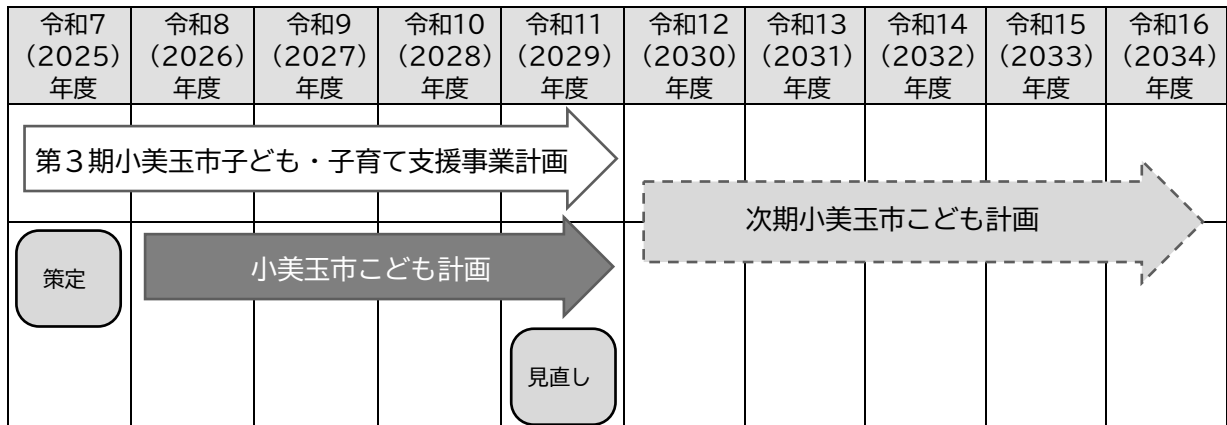 令和7
(2025)
年度
令和8
(2026)
年度
令和9
(2027)
年度
令和10
(2028)
年度
令和11
(2029)
年度
令和12
(2030)
年度
令和13
(2031)
年度
令和14
(2032)
年度
令和15
(2033)
年度
令和16
(2034)
年度
第3期小美玉市子ども・子育て支援事業計画
次期小美玉市こども計画
策定
小美玉市こども計画
見直し